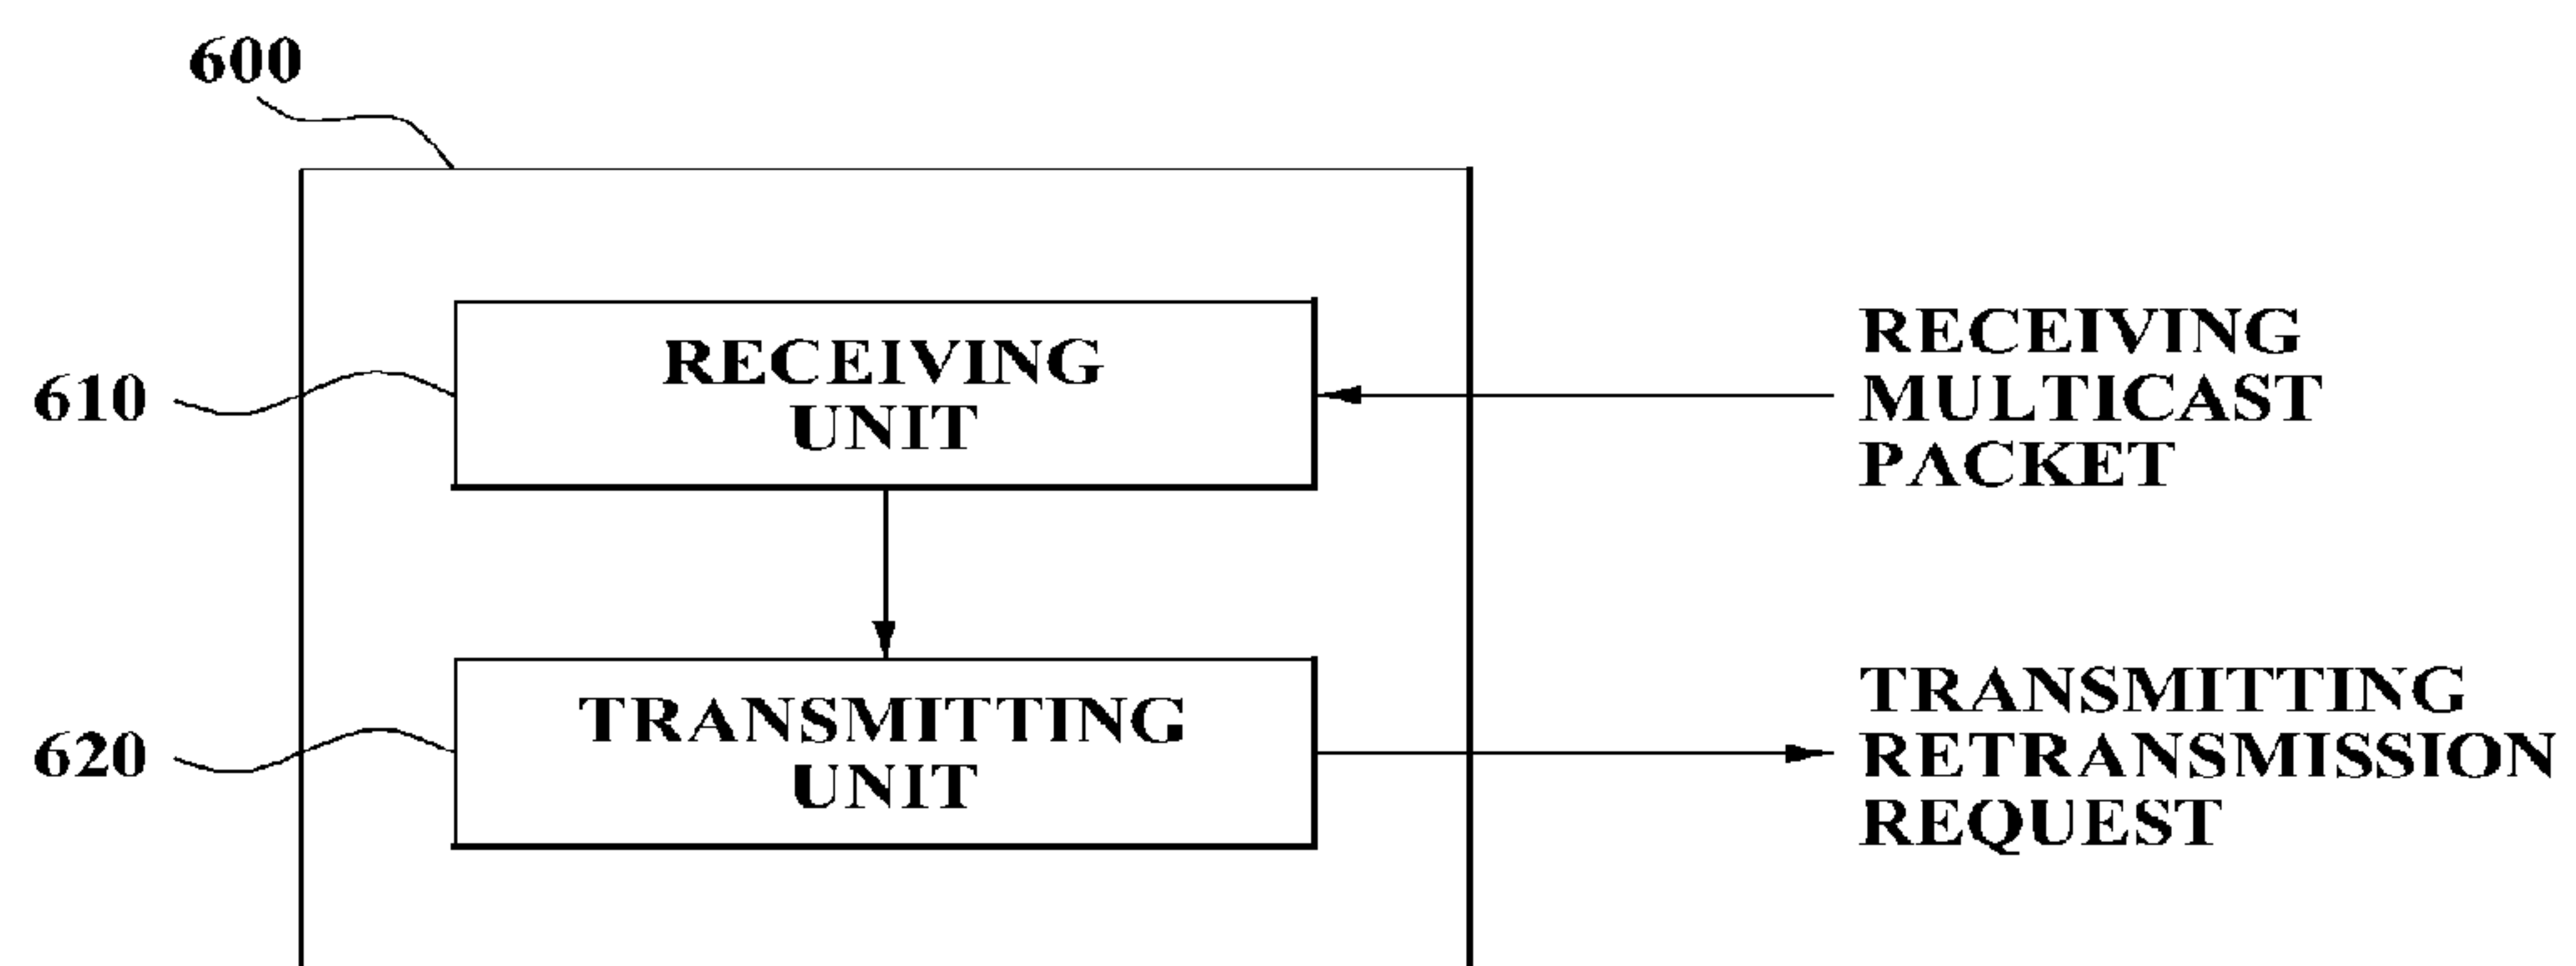 600
610
RECEIVING
UNIT
RECEIVING
MULTICAST
PACKET
620
TRANSMITTING
UNIT
TRANSMITTING
RETRANSMISSION
REQUEST